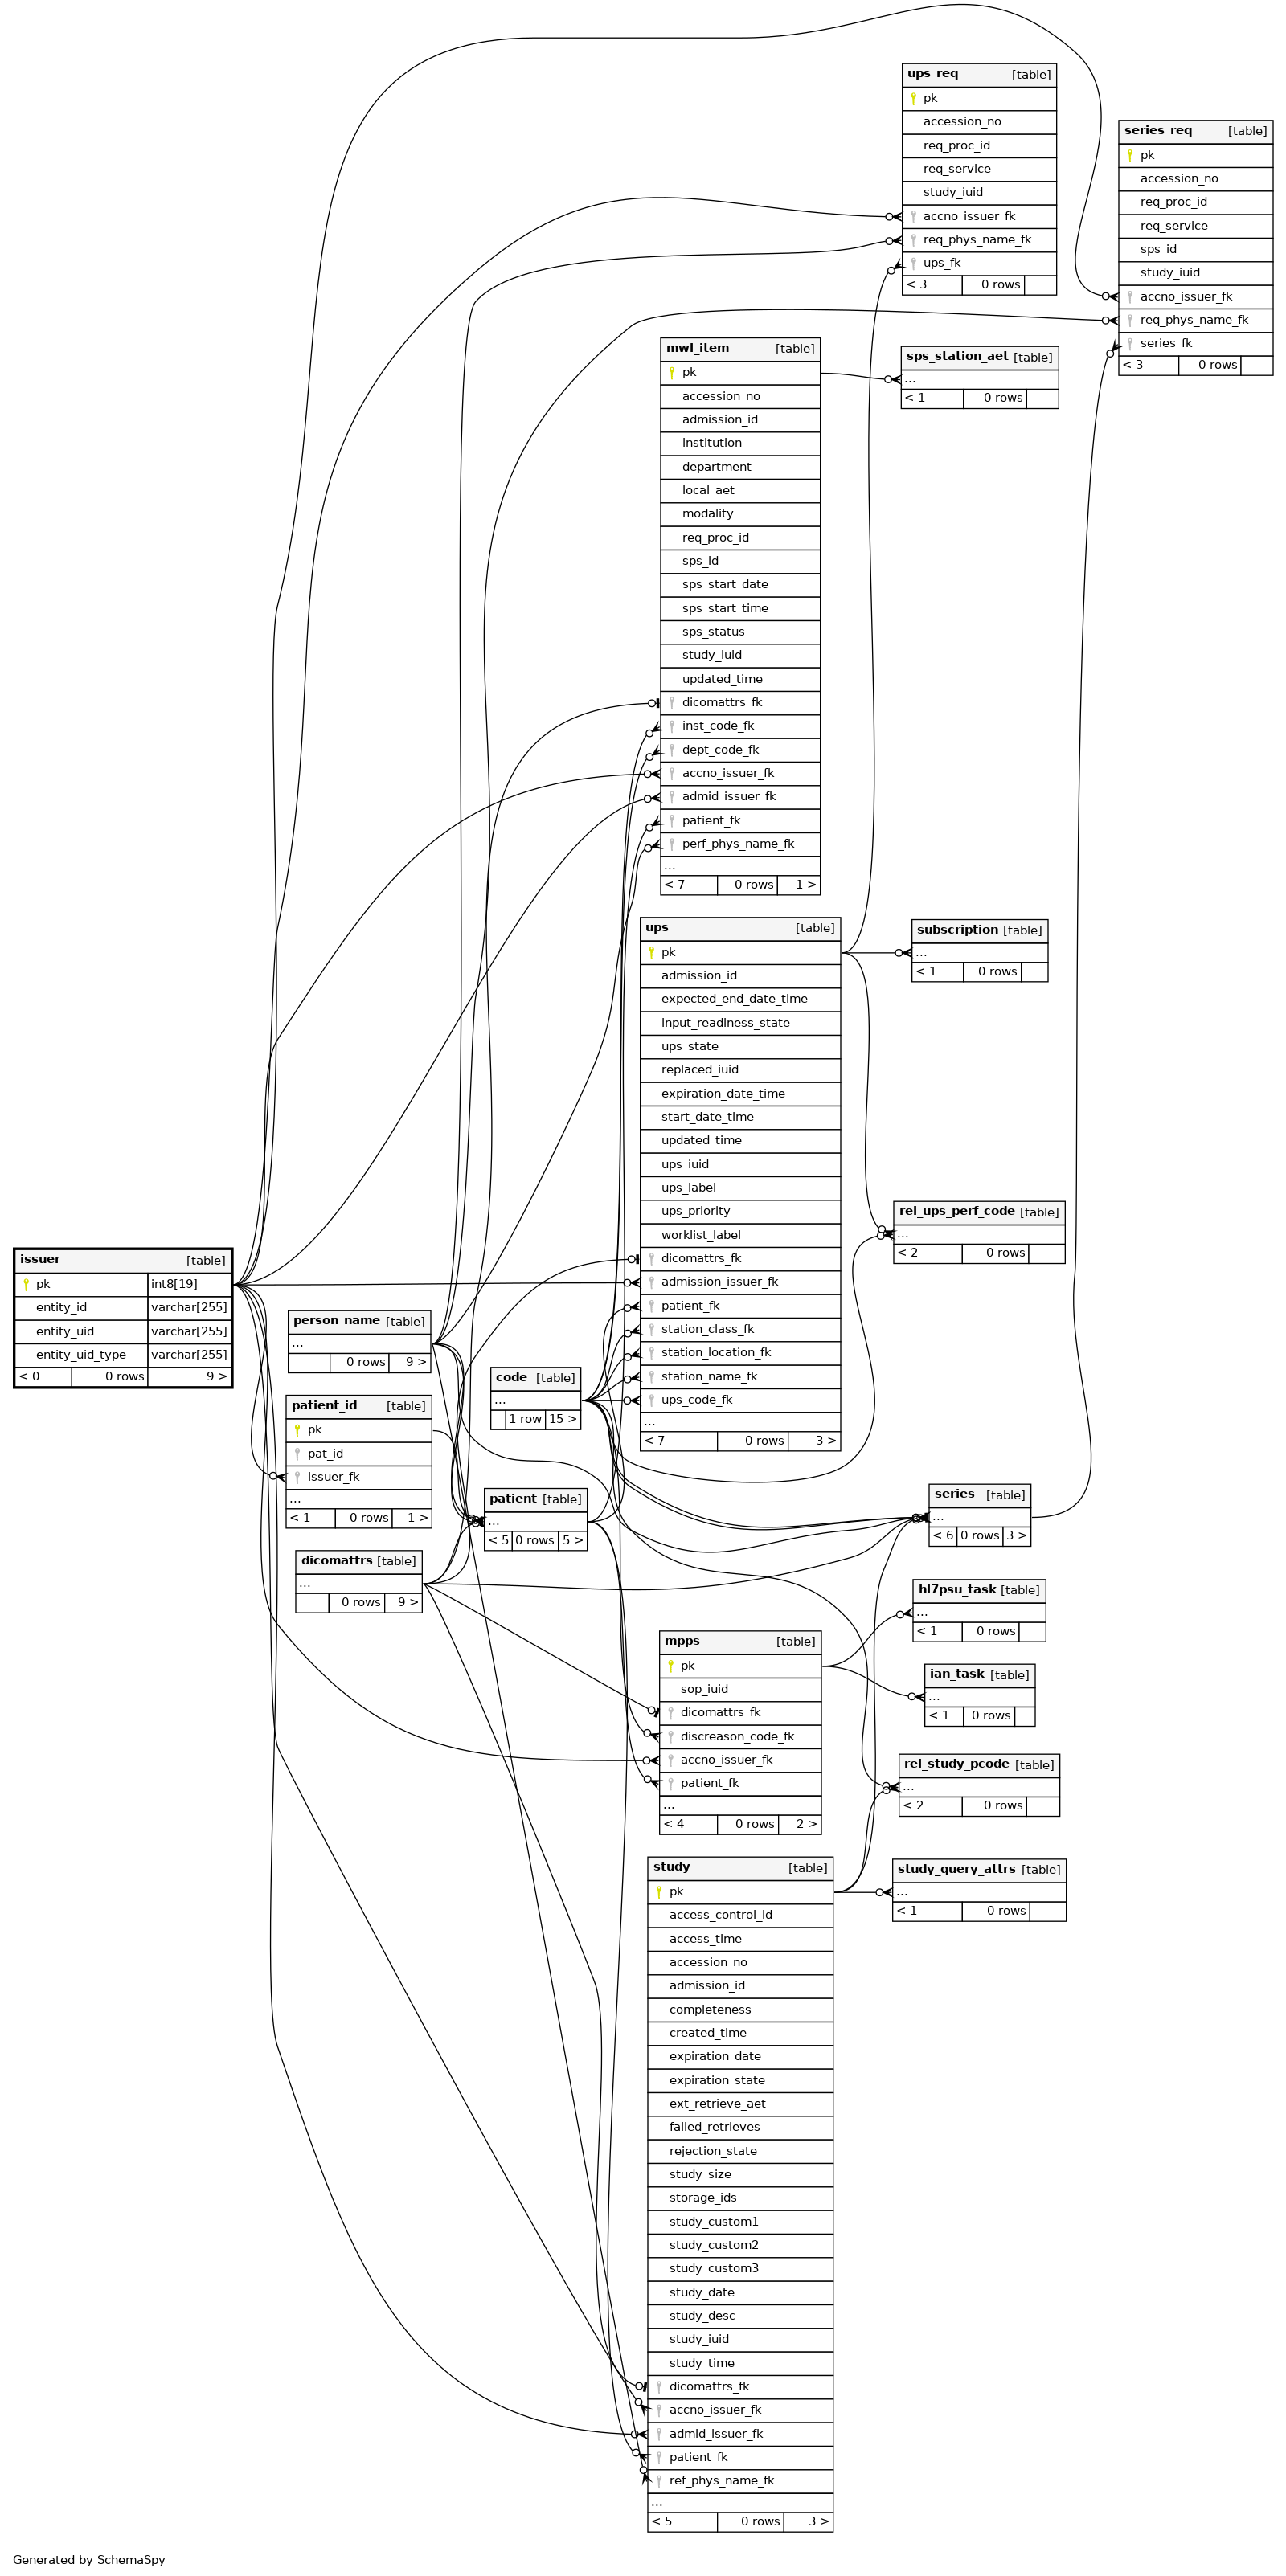 ups_req [table]
pk
accession_no
req_proc_id
req_service
study_iuid
accno_issuer_fk
req_phys_name_fk
ups_fk
< 3 0 rows
series_req [table]
pk
accession_no
req_proc_id
req_service
sps_id
study_iuid
accno_issuer_fk
req_phys_name_fk
series_fk
< 3 0 rows
mwl_item [table]
pk
accession_no
admission_id
institution
department
local_aet
modality
req_proc_id
sps_id
sps_start_date
sps_start_time
sps_status
study_iuid
updated_time
dicomattrs_fk
inst_code_fk
dept_code_fk
accno_issuer_fk
admid_issuer_fk
patient_fk
perf_phys_name_fk
...
< 7 0 rows 1 >
sps_station_aet [table]
...
< 1 0 rows
ups [table]
pk
admission_id
expected_end_date_time
input_readiness_state
ups_state
replaced_iuid
expiration_date_time
start_date_time
updated_time
ups_iuid
ups_label
ups_priority
worklist_label
dicomattrs_fk
admission_issuer_fk
patient_fk
station_class_fk
station_location_fk
station_name_fk
ups_code_fk
...
< 7 0 rows 3 >
subscription [table]
...
< 1 0 rows
rel_ups_perf_code [table]
...
< 2 0 rows
issuer [table]
pk int8[19]
entity_id varchar[255]
entity_uid varchar[255]
entity_uid_type varchar[255]
< 0 0 rows 9 >
person_name [table]
...
0 rows 9 >
code [table]
...
1 row 15 >
patient_id [table]
pk
pat_id
issuer_fk
...
< 1 0 rows 1 >
patient [table]
...
< 5 0 rows 5 >
series [table]
...
< 6 0 rows 3 >
dicomattrs [table]
...
0 rows 9 >
hl7psu_task [table]
...
< 1 0 rows
mpps [table]
pk
sop_iuid
dicomattrs_fk
discreason_code_fk
accno_issuer_fk
patient_fk
...
< 4 0 rows 2 >
ian_task [table]
...
< 1 0 rows
rel_study_pcode [table]
...
< 2 0 rows
study [table]
pk
access_control_id
access_time
accession_no
admission_id
completeness
created_time
expiration_date
expiration_state
ext_retrieve_aet
failed_retrieves
rejection_state
study_size
storage_ids
study_custom1
study_custom2
study_custom3
study_date
study_desc
study_iuid
study_time
dicomattrs_fk
accno_issuer_fk
admid_issuer_fk
patient_fk
ref_phys_name_fk
...
< 5 0 rows 3 >
study_query_attrs [table]
...
< 1 0 rows
Generated by SchemaSpy